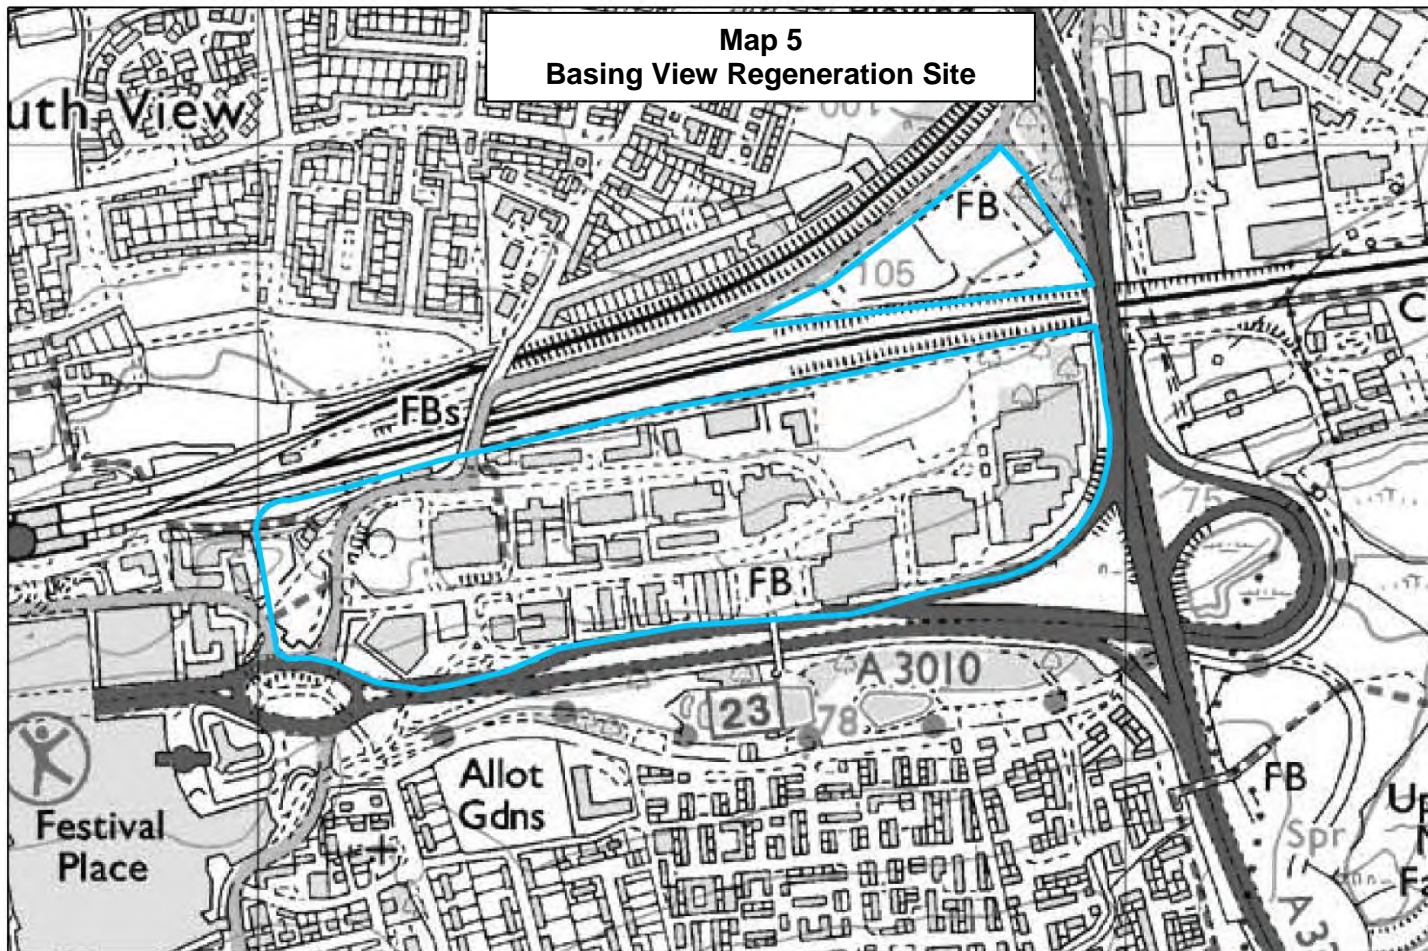 Map 5
Basing View Regeneration Site
uth View
FB
105
FBs
C
75
FB
A 3010
23
78
Allot
Gdns
Festival
Place
FB
Spr
A 3